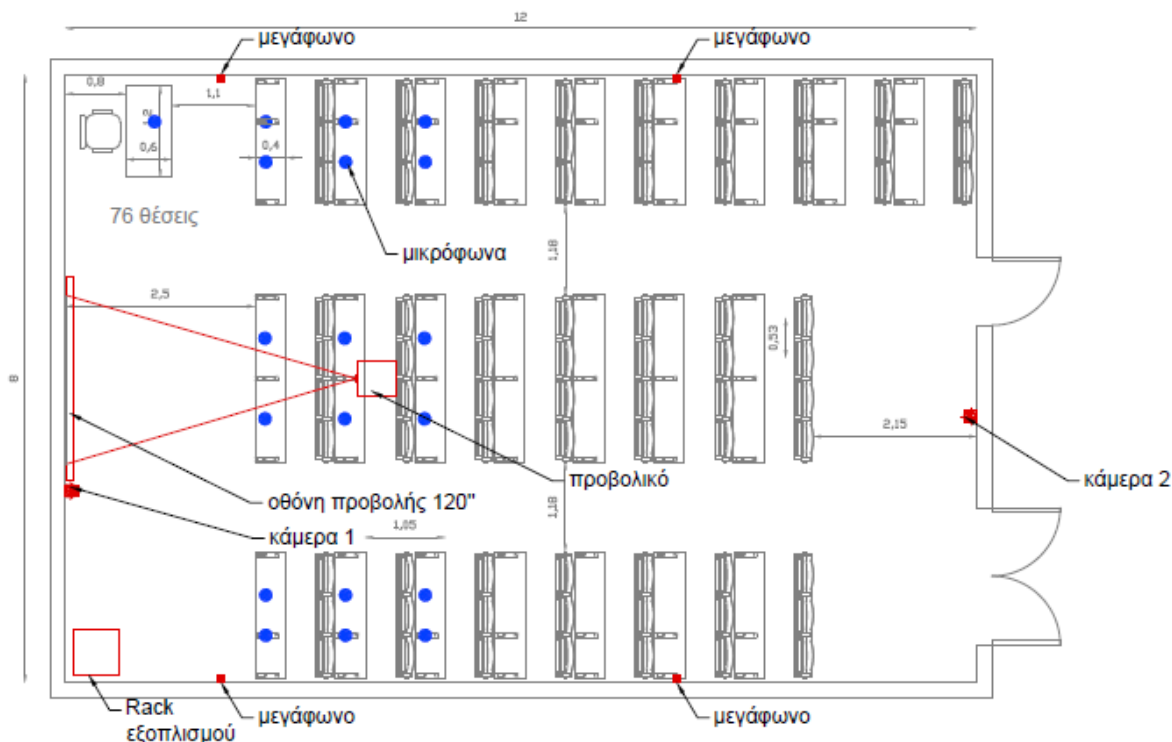 12
μεγάφωνο
μεγάφωνο
0,8
1,1
2
0,6
0,4
76 θέσεις
μικρόφωνα
1,18
2,5
0,53
8
2,15
προβολικό
κάμερα 2
οθόνη προβολής 120"
1,18
κάμερα 1
1,05
Rack
εξοπλισμού
μεγάφωνο
μεγάφωνο